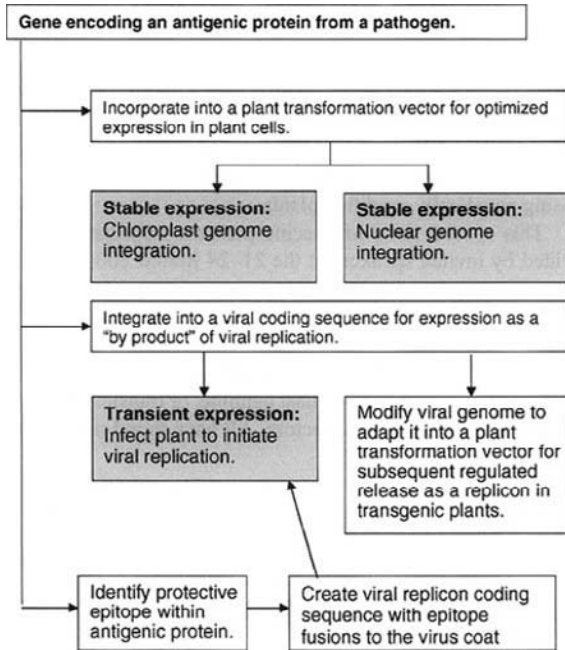 Gene encoding an antigenic protein from a pathogen.
Incorporate into a plant transformation vector for optimized
expression in plant cells.
Stable expression:
Chloroplast genome
integration.
Stable expression:
Nuclear genome
integration.
Integrate into a viral coding sequence for expression as a
“by product” of viral replication.
Transient expression:
Infect plant to initiate
viral replication.
Modify viral genome to
adapt it into a plant
transformation vector for
subsequent regulated
release as a replicon in
transgenic plants.
Identify protective
epitope within
antigenic protein.
Create viral replicon coding
sequence with epitope
fusions to the virus coat